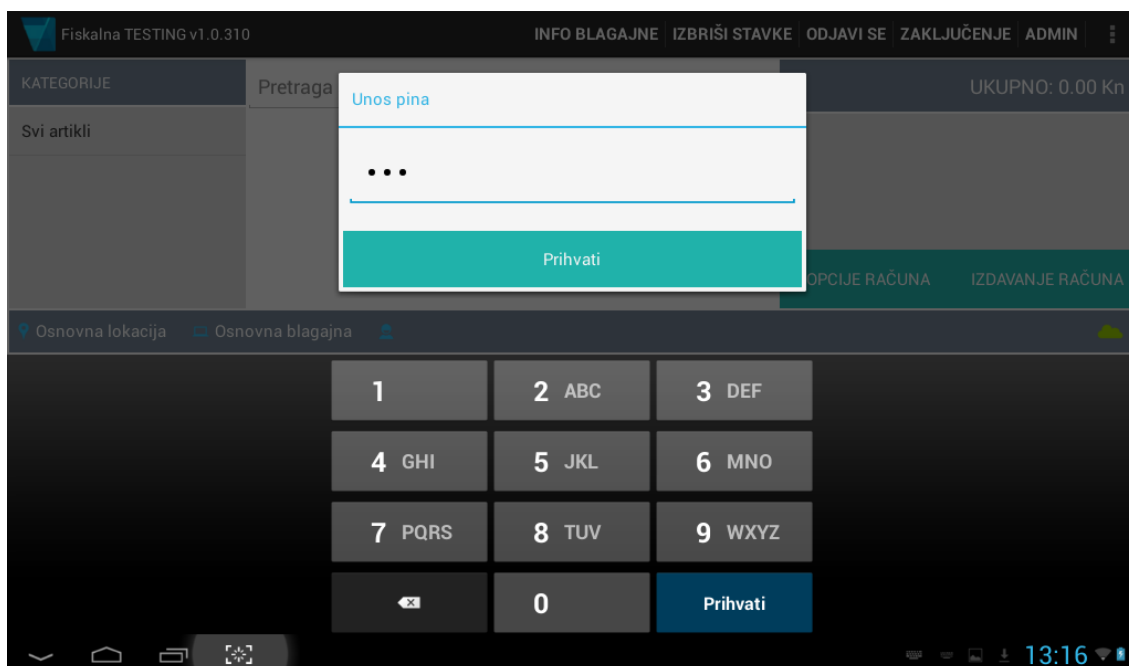 Fiskalna TESTING v1.0.310
INFO BLAGAJNE IZBRIŠI STAVKE ODJAVI SE ZAKLJUČENJE ADMIN
KATEGORIJE
Pretraga
UKUPNO: 0.00 Kn
Unos pina
Svi artikli
•••
Prihvati
OPCIJE RAČUNA IZDAVANJE RAČUNA
Osnovna lokacija Osnovna blagajna
1 2 ABC 3 DEF
4 GHI 5 JKL 6 MNO
7 PQRS 8 TUV 9 WXYZ
0 Prihvati
13:16